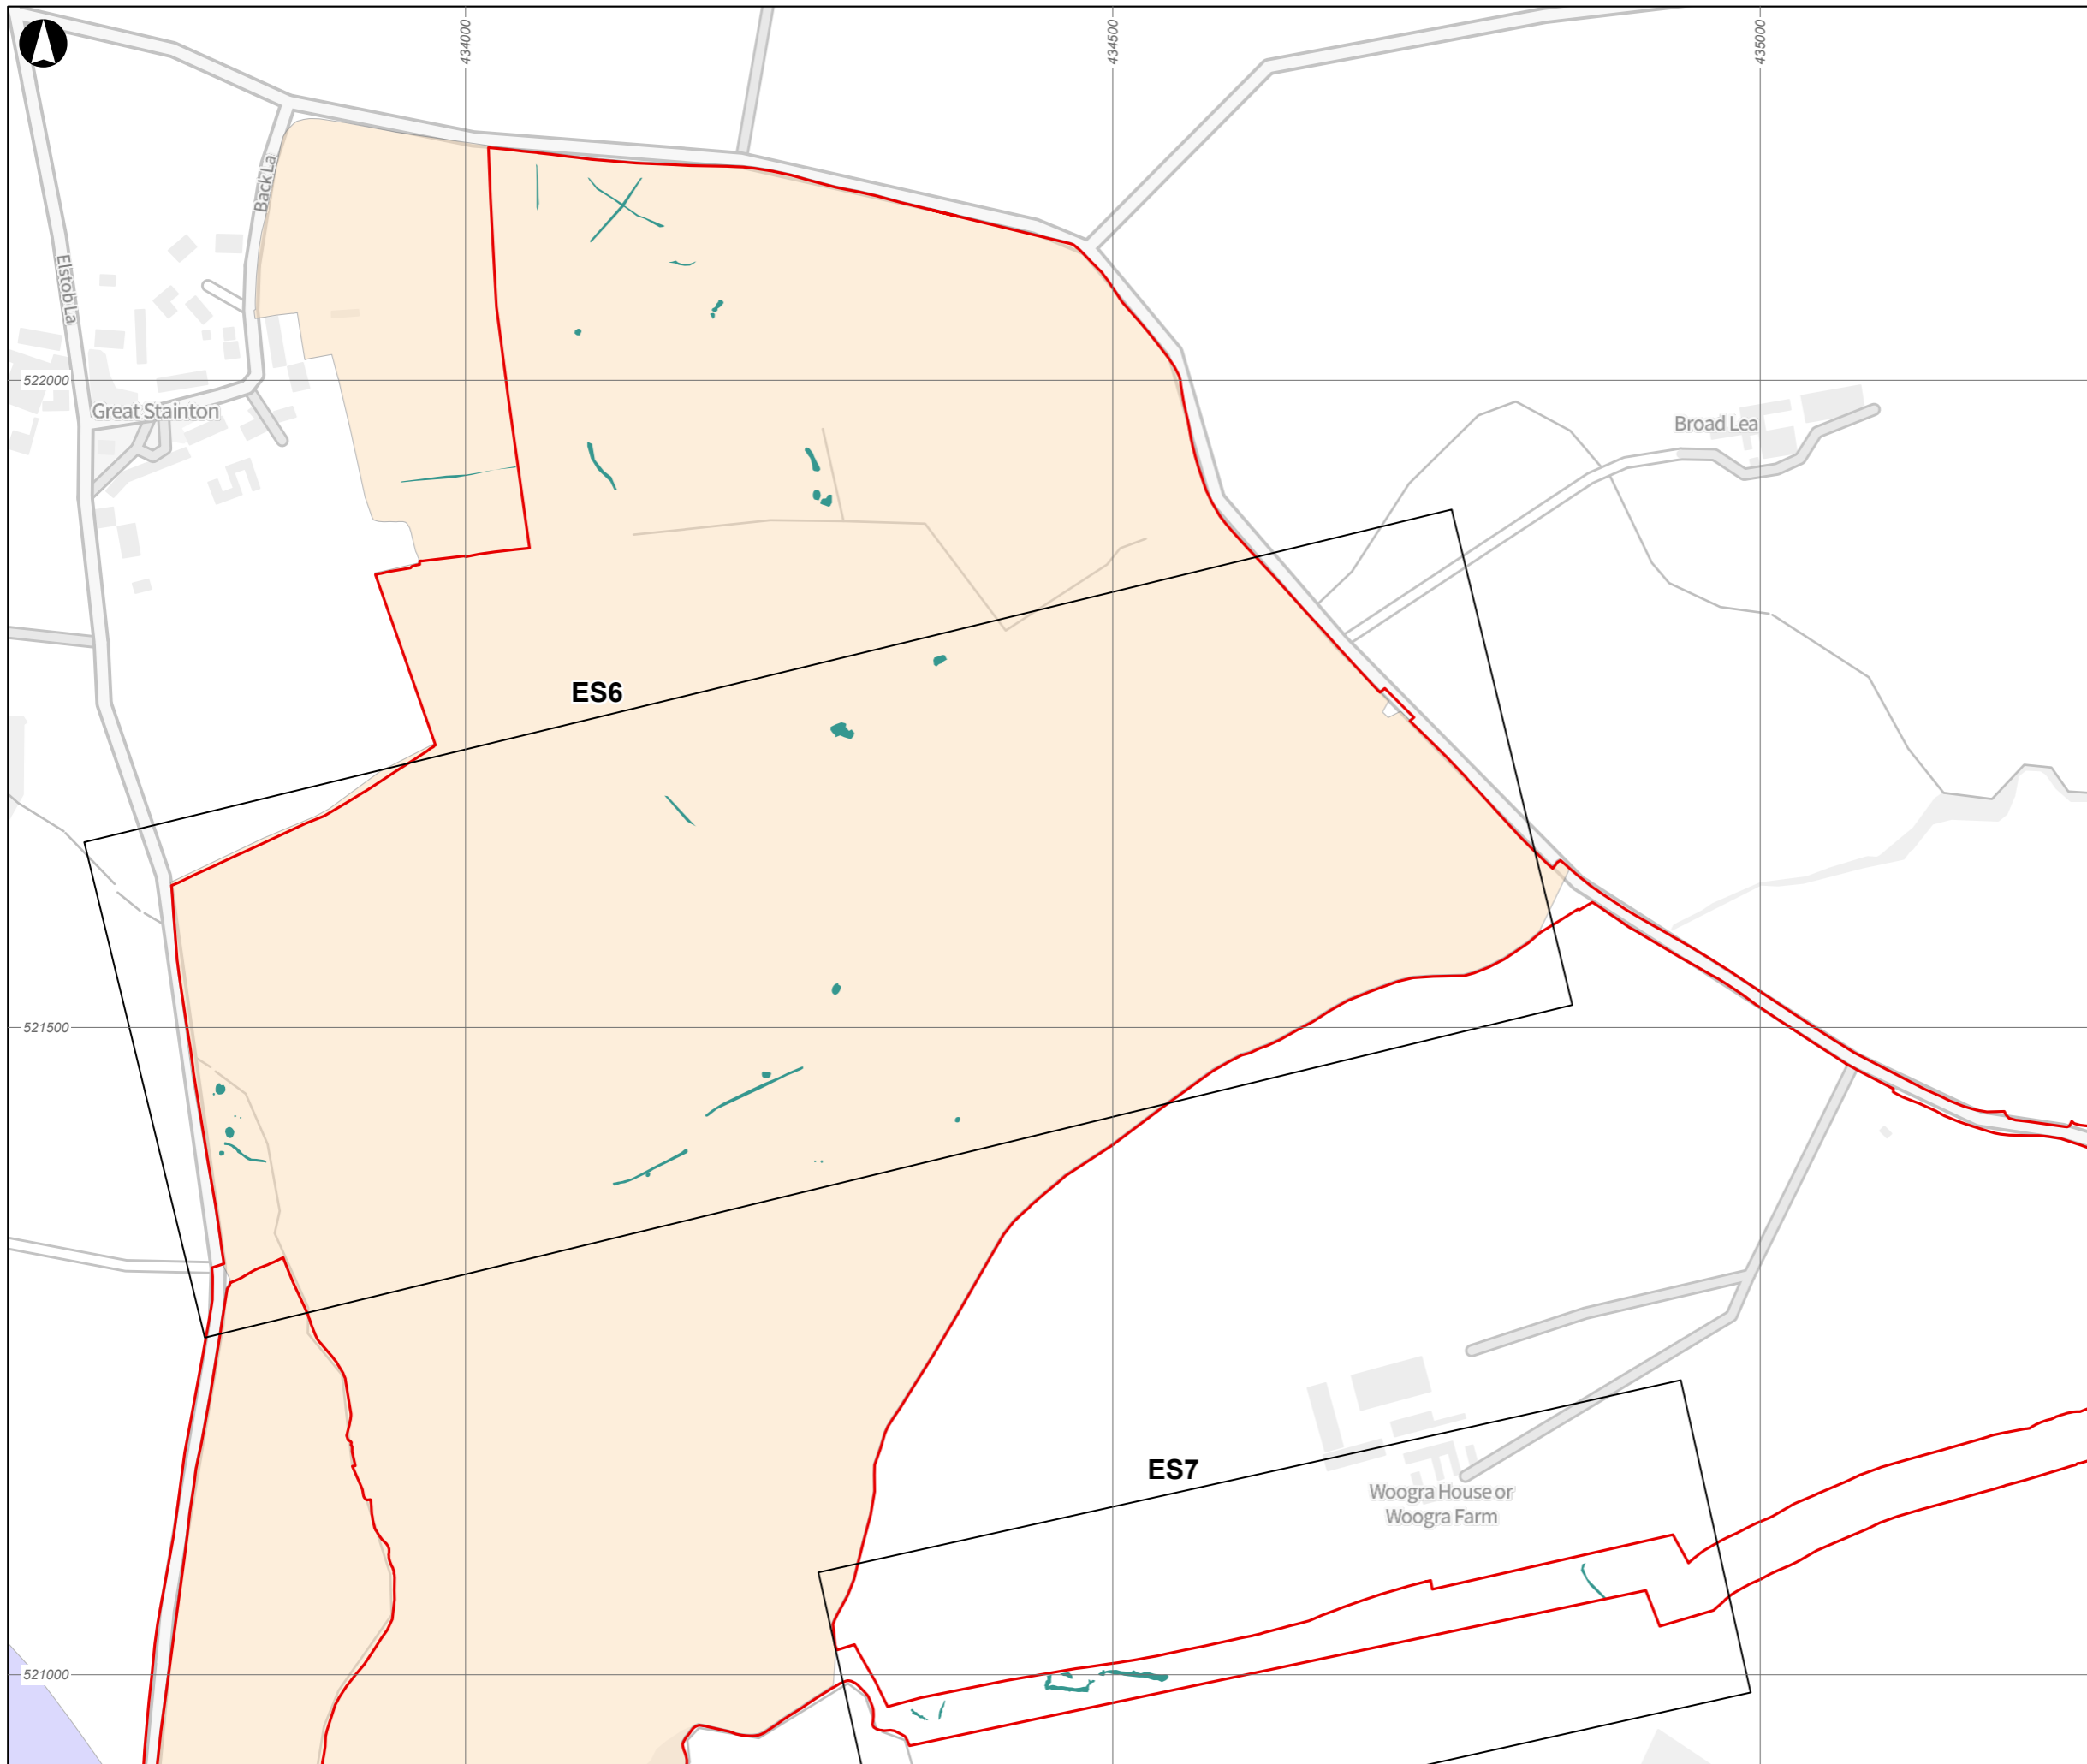 434000
434500
435000
Back La
Elstob La
522000
Great Stainton
Broad Lea
ES6
521500
ES7
Woogra House or
Woogra Farm
521000